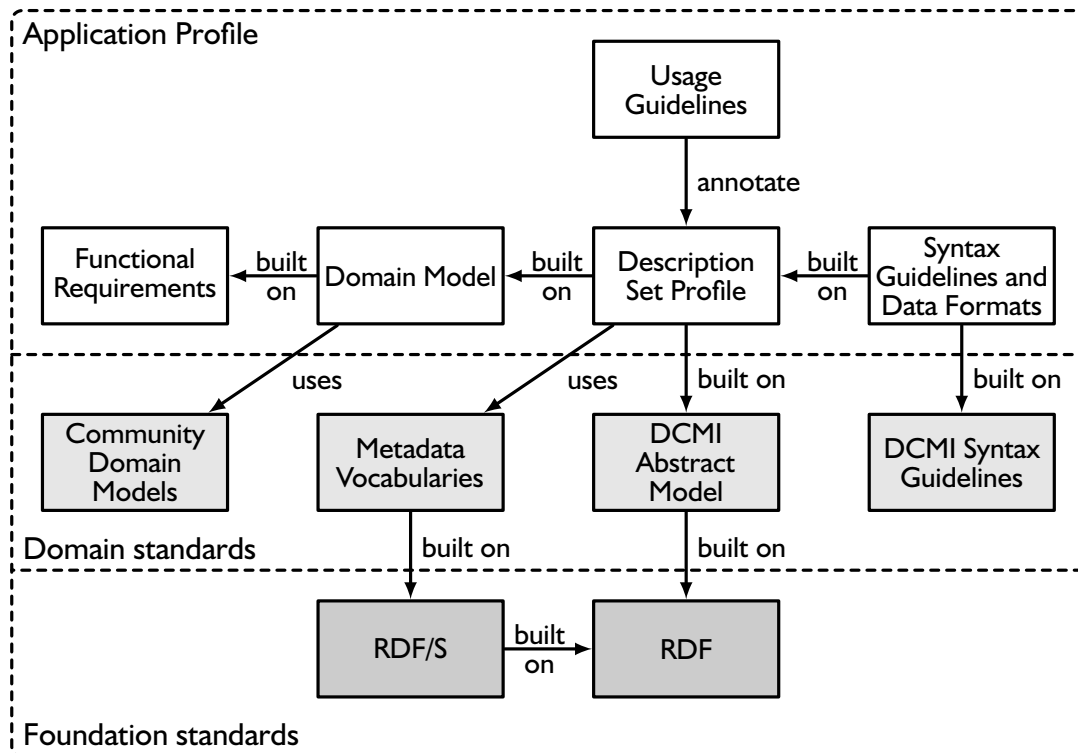 Application Profile
Usage
Guidelines
annotate
Functional
Requirements
built
on
Domain Model
built
on
Description
Set Profile
built
on
Syntax
Guidelines and
Data Formats
uses
uses
built on
built on
Community
Domain
Models
Metadata
Vocabularies
DCMI
Abstract
Model
DCMI Syntax
Guidelines
Domain standards
built on
built on
RDF/S
built
on
RDF
Foundation standards